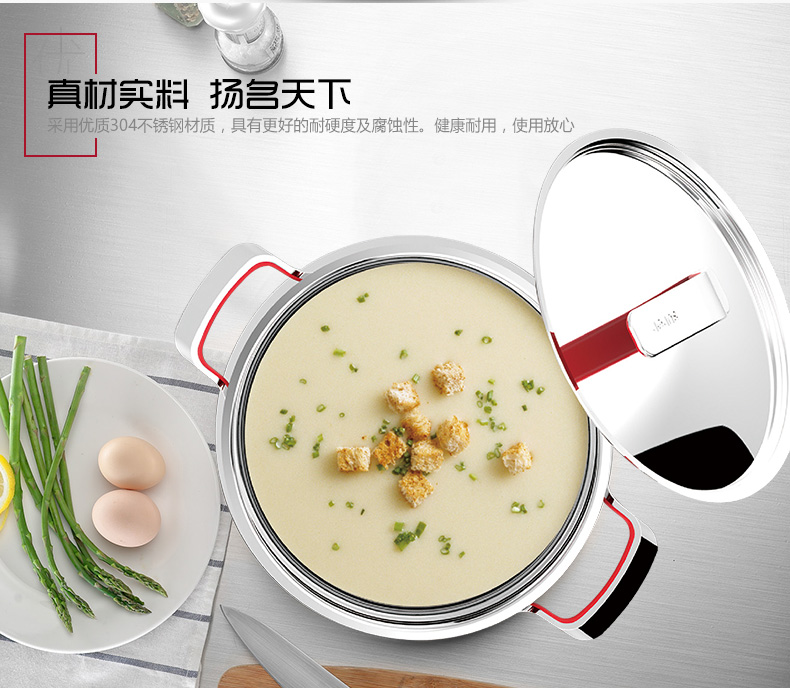 真材实料 扬名天下
采用优质304不锈钢材质，具有更好的耐硬度及腐蚀性。健康耐用，使用放心